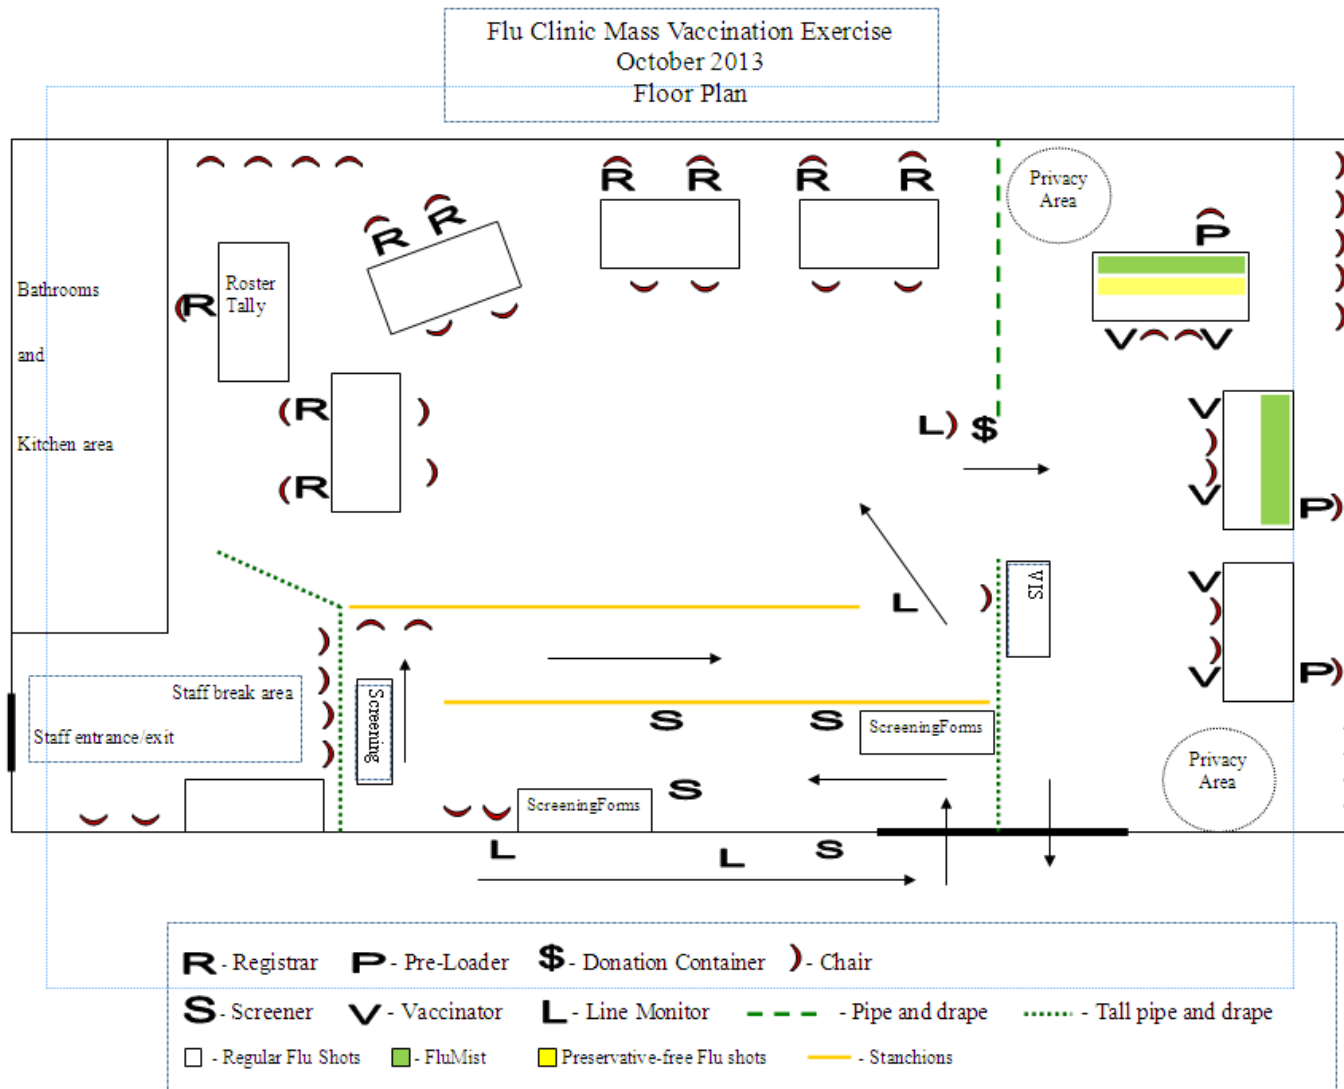 Flu Clinic Mass Vaccination Exercise
October 2013
Floor Plan
R R R R
Privacy
Area
R R
P
Bathrooms
Roster
Tally
R
and
V V
R
V
L $
Kitchen area
R
V
P
VIS
V
L
Staff break area
Screening
V
P
S S
ScreeningForms
Staff entrance/exit
Privacy
Area
S
ScreeningForms
L L S
R - Registrar P - Pre-Loader $ - Donation Container ) - Chair
S - Screener V - Vaccinator L - Line Monitor - Pipe and drape - Tall pipe and drape
- Regular Flu Shots - FluMist Preservative-free Flu shots - Stanchions